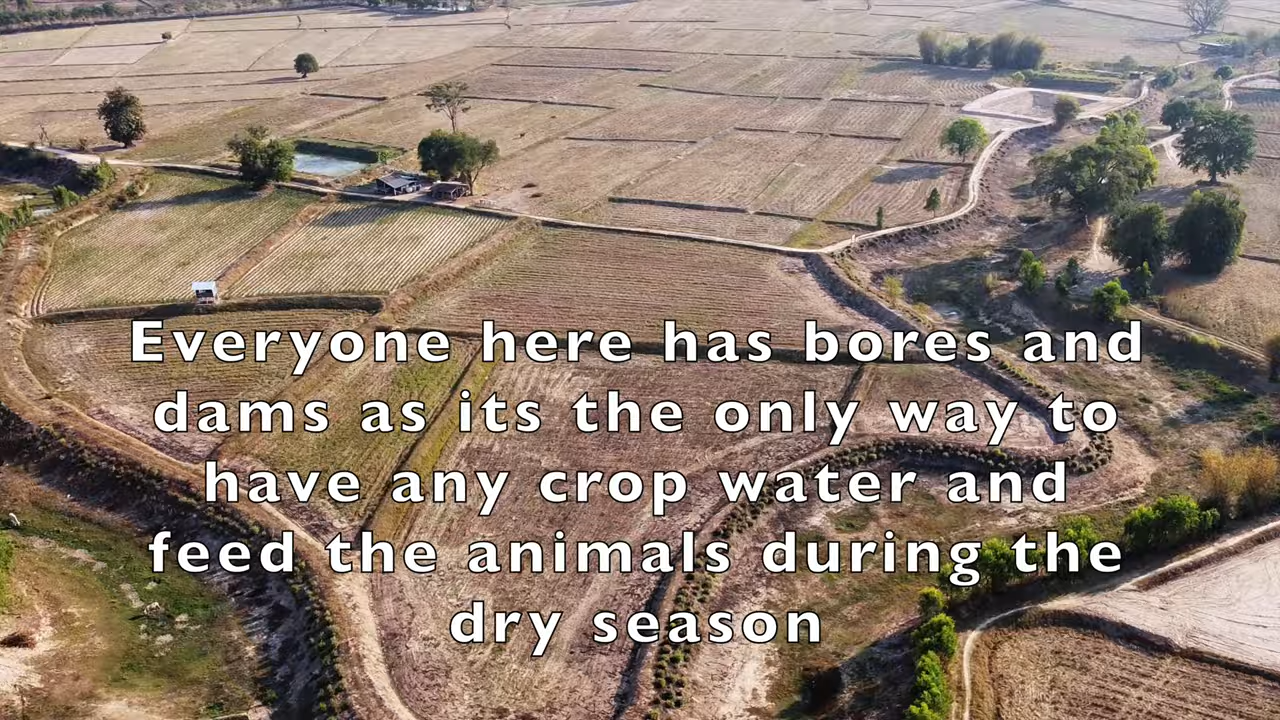 Everyone here has bores and
dams as its the only way to
have any crop water and
feed the animals during the
dry season